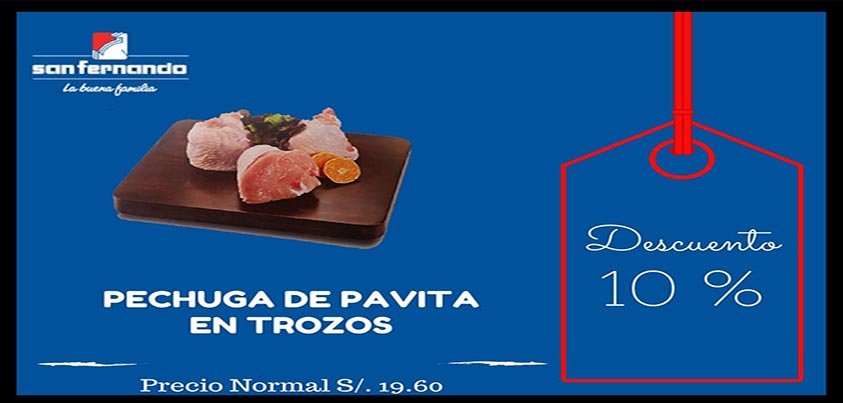 san fernando
La buena familia
PECHUGA DE PAVITA
EN TROZOS
Precio Normal S/. 19.60
Descuento
10 %